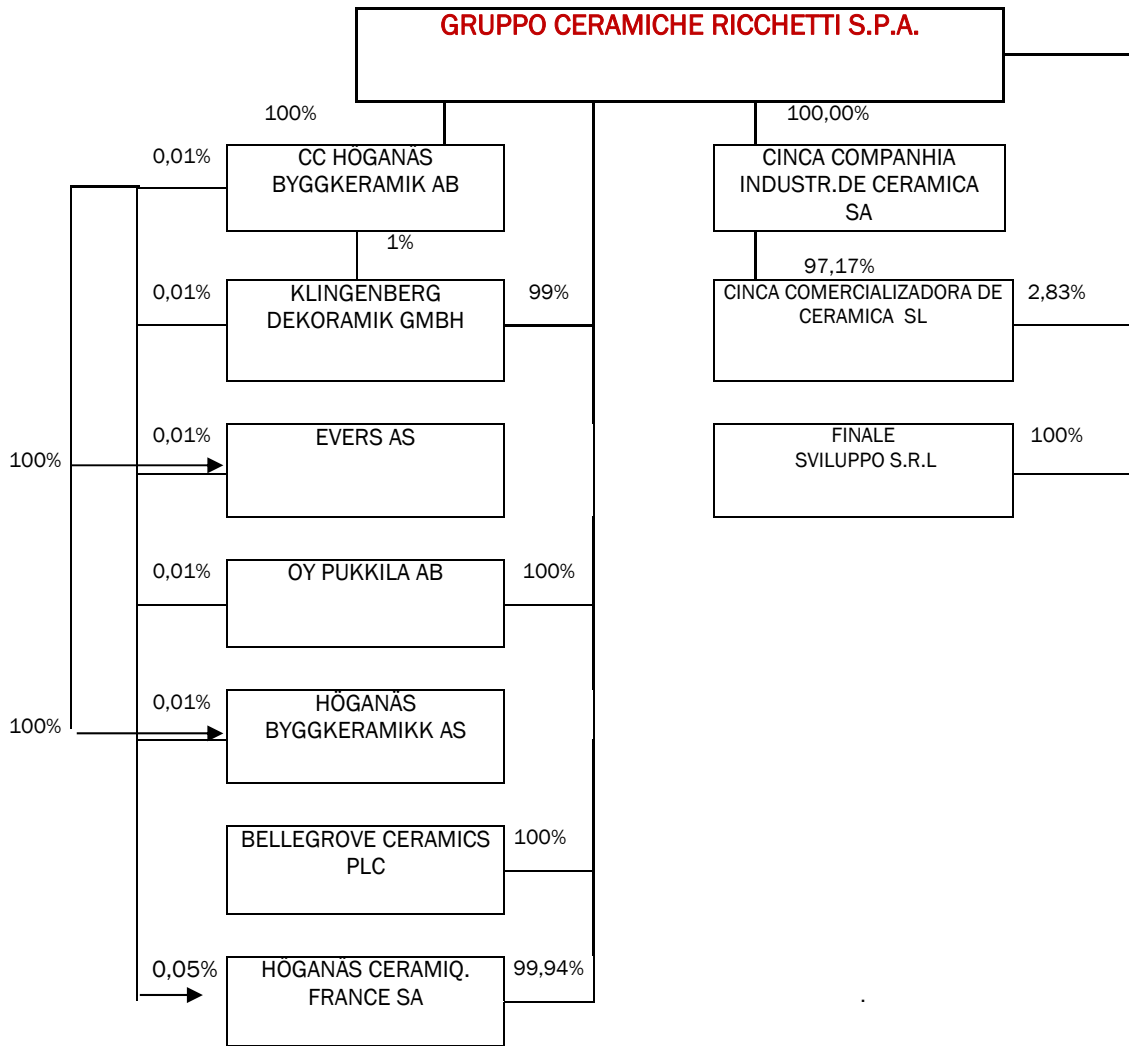 GRUPPO CERAMICHE RICCHETTI S.P.A.
100%
100,00%
0,01%
CC HÖGANÄS
BYGGKERAMIK AB
CINCA COMPANHIA
INDUSTR.DE CERAMICA
SA
1%
97,17%
0,01%
KLINGENBERG
DEKORAMIK GMBH
99%
CINCA COMERCIALIZADORA DE
CERAMICA SL
2,83%
0,01%
EVERS AS
100%
FINALE
SVILUPPO S.R.L
100%
0,01%
OY PUKKILA AB
100%
0,01%
HÖGANÄS
BYGGKERAMIKK AS
100%
BELLEGROVE CERAMICS
PLC
100%
0,05%
HÖGANÄS CERAMIQ.
FRANCE SA
99,94%
.